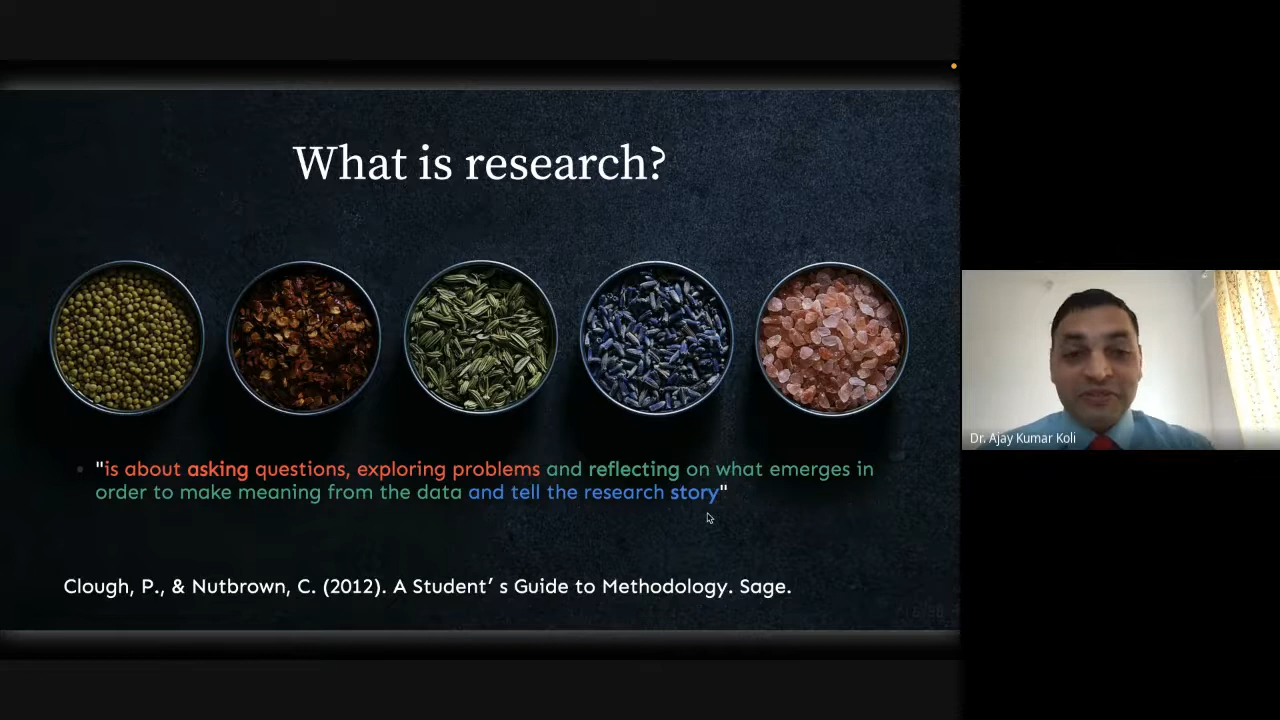 What is research?
"is about asking questions, exploring problems and reflecting on what emerges in
order to make meaning from the data and tell the research story"
Clough, P., & Nutbrown, C. (2012). A Student’ s Guide to Methodology. Sage.
Dr. Ajay Kumar Koli